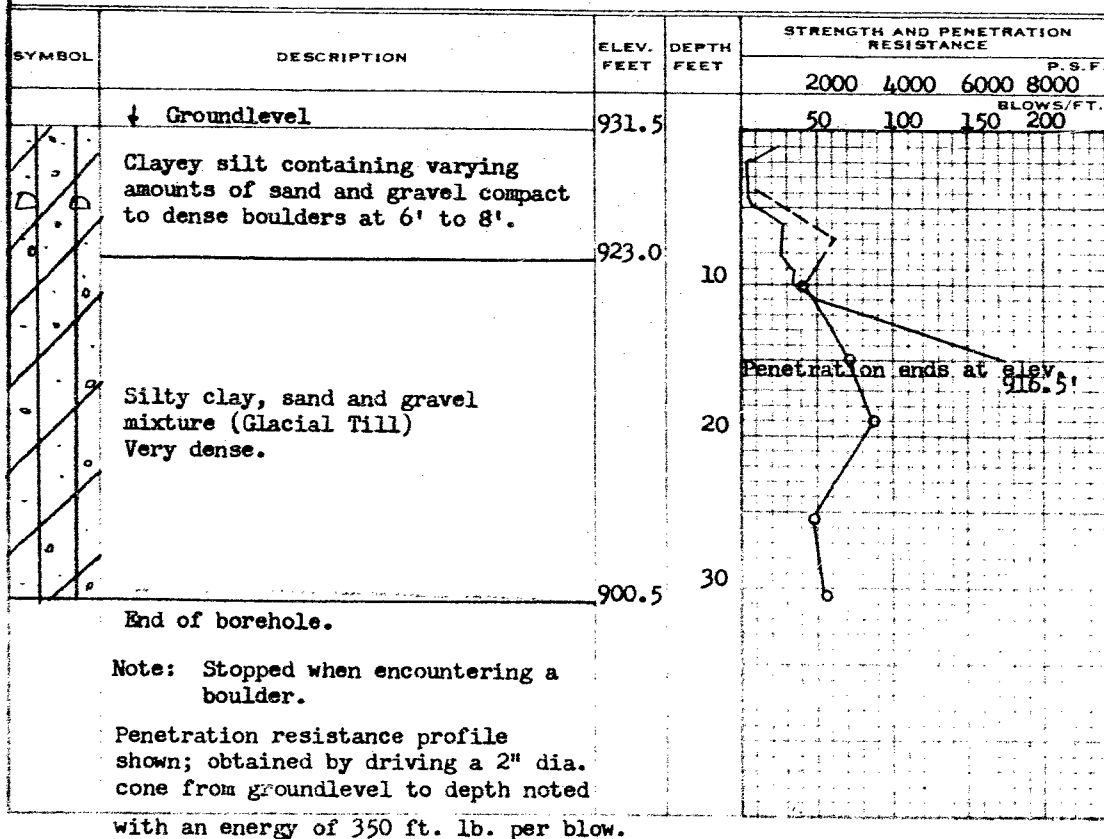 SYMBOL
DESCRIPTION
ELEV. FEET
DEPTH FEET
STRENGTH AND PENETRATION
RESISTANCE
P.S.F.
2000 4000 6000 8000
BLOWS/FT.
50 100 150 200
↓ Groundlevel
931.5
Clayey silt containing varying
amounts of sand and gravel compact
to dense boulders at 6' to 8'.
923.0
10
Penetration ends at elev.
916.5'
Silty clay, sand and gravel
mixture (Glacial Till)
Very dense.
20
30
900.5
End of borehole.
Note: Stopped when encountering a
boulder.
Penetration resistance profile
shown; obtained by driving a 2" dia.
cone from groundlevel to depth noted
with an energy of 350 ft. lb. per blow.